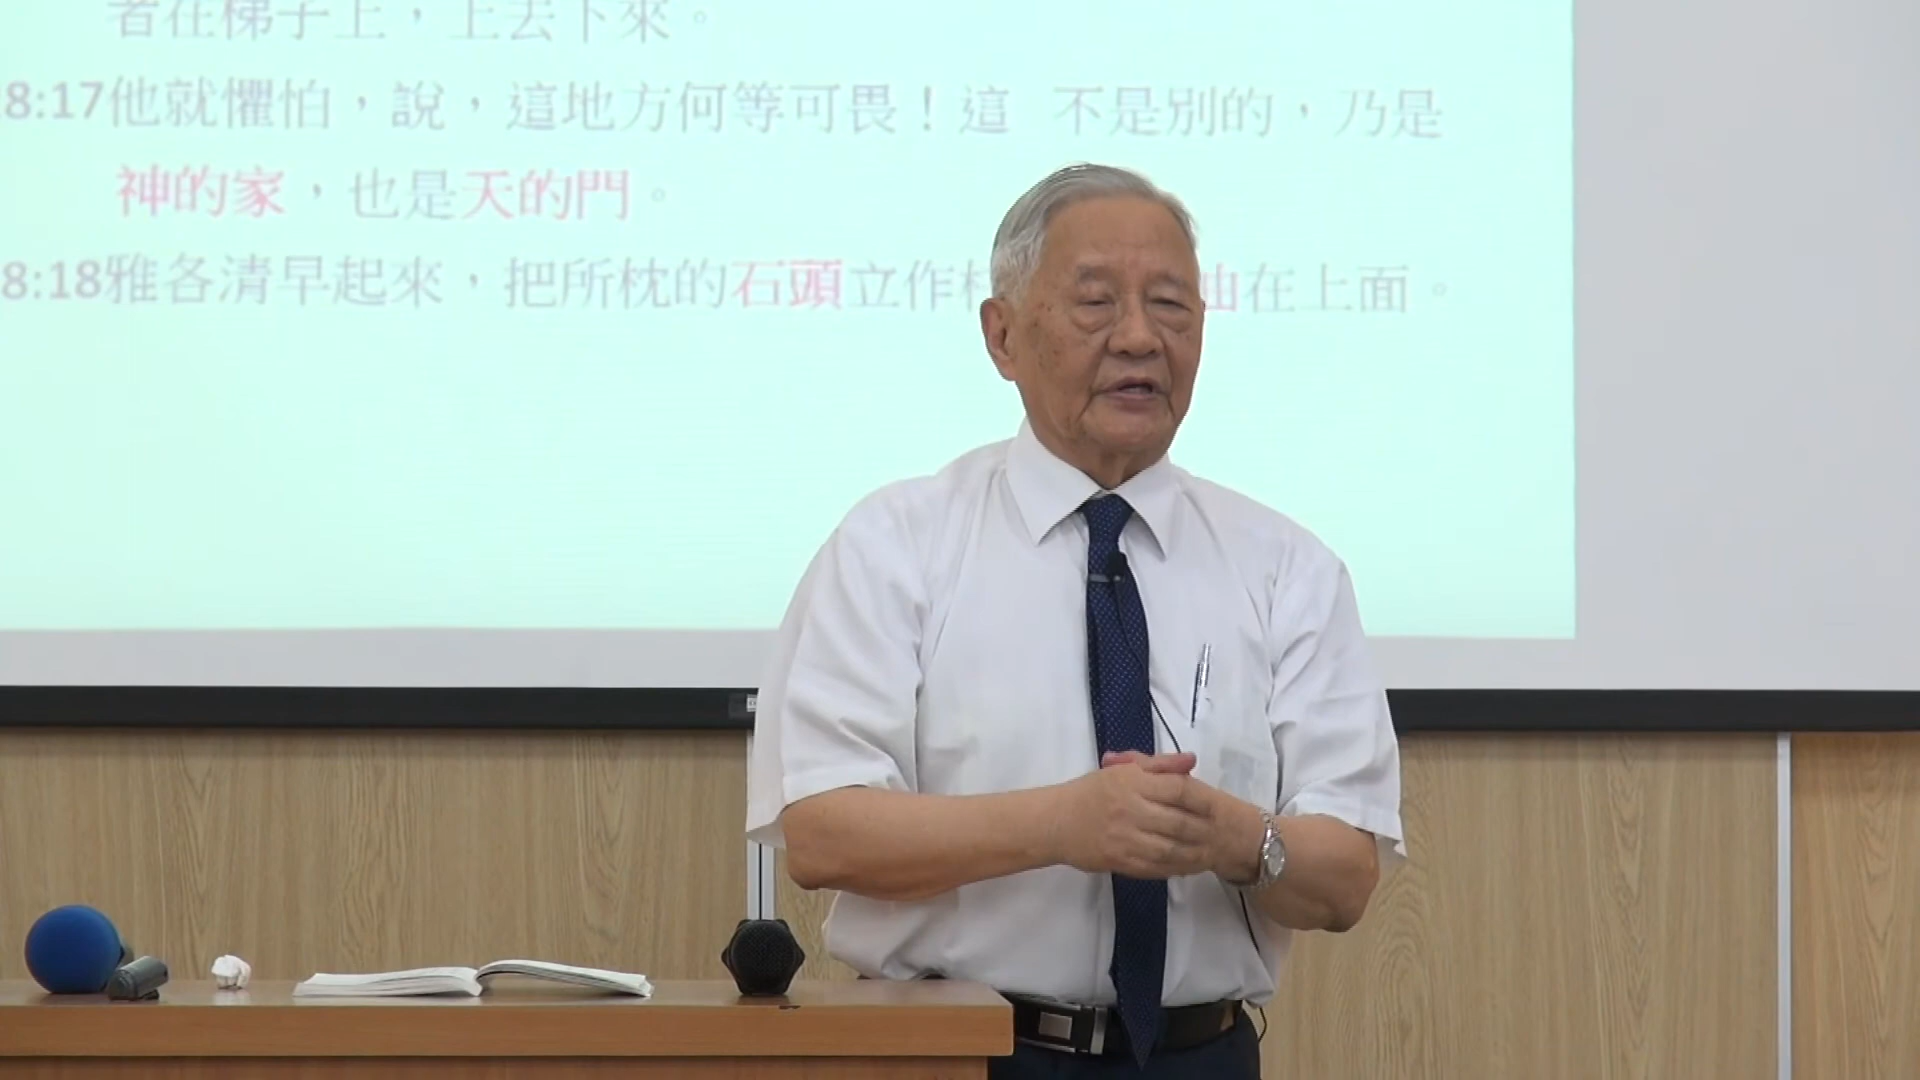 者在梯子上，上去下來。
8:17他就懼怕，說，這地方何等可畏！這 不是別的，乃是
神的家，也是天的門。
8:18雅各清早起來，把所枕的石頭立作 在上面。